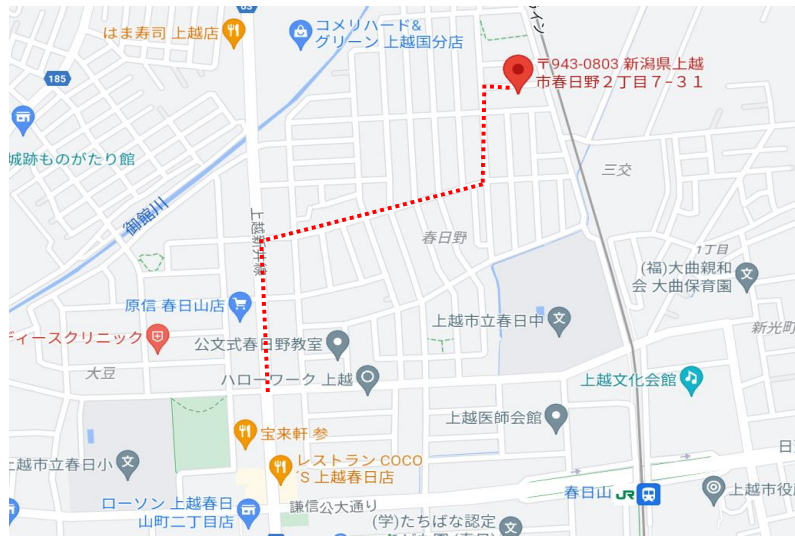 63
はま寿司 上越店
コメリハード&
グリーン 上越国分店
イン
〒943-0803 新潟県上越
市春日野2丁目7−31
185
城跡ものがたり館
御館川
上越新井線
三交
春日野
1丁目
(福)大曲親和
会 大曲保育園
原信 春日山店
上越市立春日中
新光町
ディースクリニック
公文式春日野教室
大豆
ハローワーク 上越
上越文化会館
上越医師会館
宝来軒 参
上越市立春日小
レストラン COCO
'S 上越春日店
日
春日山 JR
上越市役
ローソン 上越春日
山町二丁目店
謙信公大通り
(学)たちばな認定